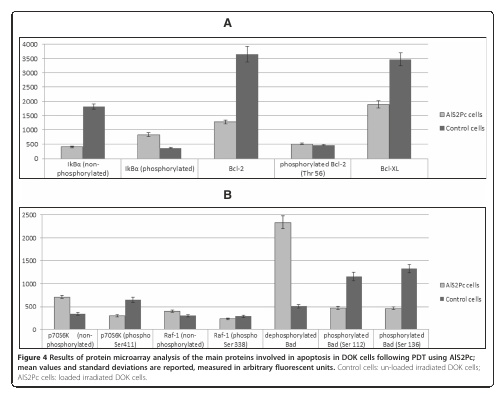 A
4000
3500
3000
2500
2000
1500
1000
500
0
IkBα (non-
phosphorylated)
IkBα (phosphorylated)
Bcl-2
phosphorylated Bcl-2
(Thr 56)
Bcl-XL
AlS2Pc cells
Control cells
B
2500
2000
1500
1000
500
0
p70S6K (non-
phosphorylated)
p70S6K (phospho
Ser411)
Raf-1 (non-
phosphorylated)
Raf-1 (phospho
Ser 338)
dephosphorylated
Bad
phosphorylated
Bad (Ser 112)
phosphorylated
Bad (Ser 136)
AlS2Pc cells
Control cells
Figure 4 Results of protein microarray analysis of the main proteins involved in apoptosis in DOK cells following PDT using AlS2Pc;
mean values and standard deviations are reported, measured in arbitrary fluorescent units. Control cells: un-loaded irradiated DOK cells;
AlS2Pc cells: loaded irradiated DOK cells.